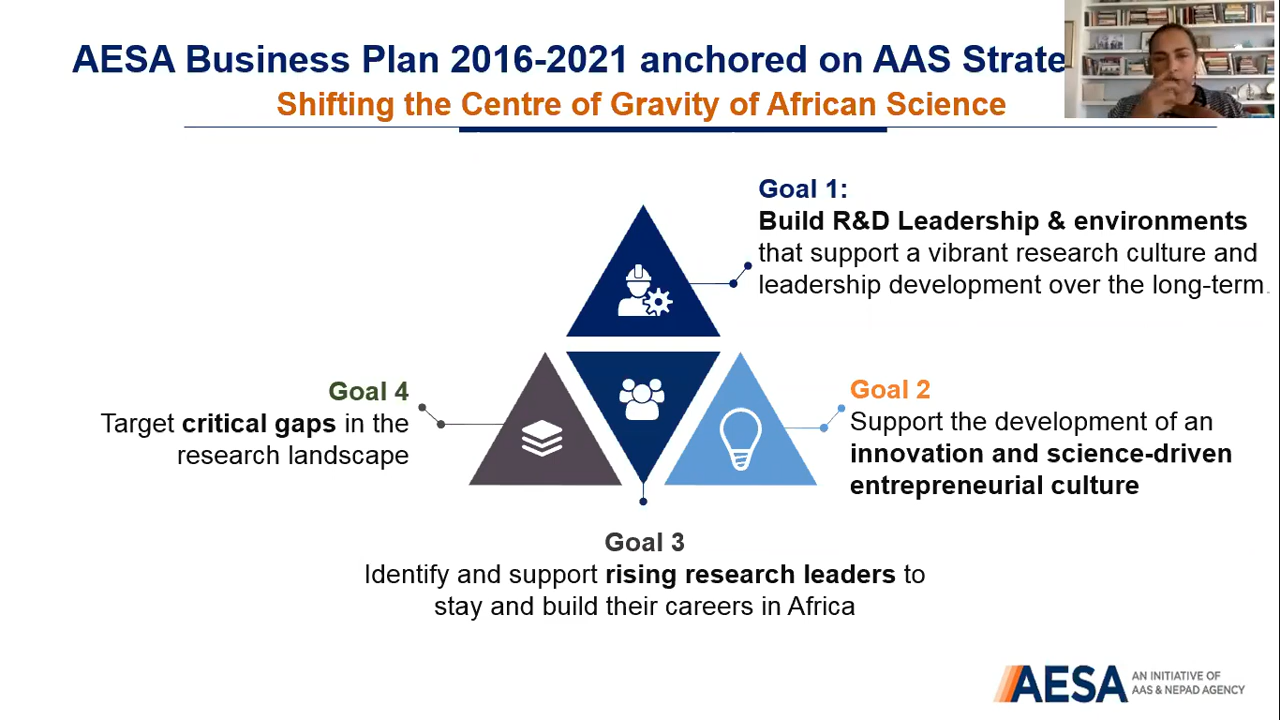 AESA Business Plan 2016-2021 anchored on AAS Strate
Shifting the Centre of Gravity of African Science
Goal 1:
Build R&D Leadership & environments
that support a vibrant research culture and
leadership development over the long-term.
Goal 4
Target critical gaps in the
research landscape
Goal 2
Support the development of an
innovation and science-driven
entrepreneurial culture
Goal 3
Identify and support rising research leaders to
stay and build their careers in Africa
AESA
AN INITIATIVE OF
AAS & NEPAD AGENCY